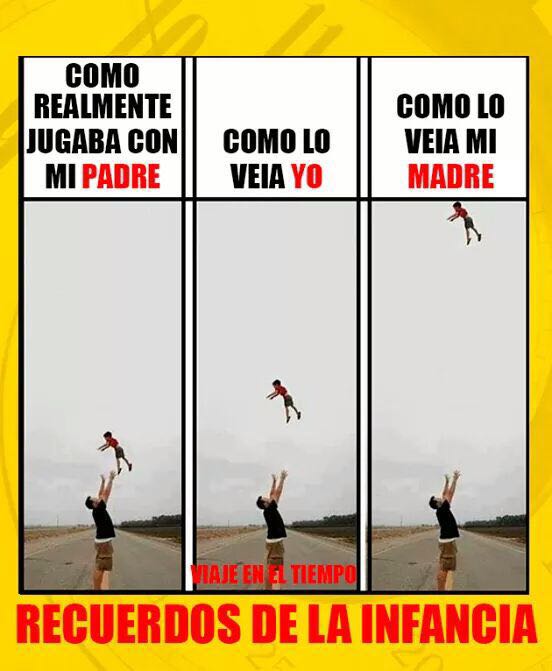 COMO
REALMENTE
JUGABA CON
MI PADRE
COMO LO
VEIA YO
COMO LO
VEIA MI
MADRE
VIAJE EN EL TIEMPO
RECUERDOS DE LA INFANCIA